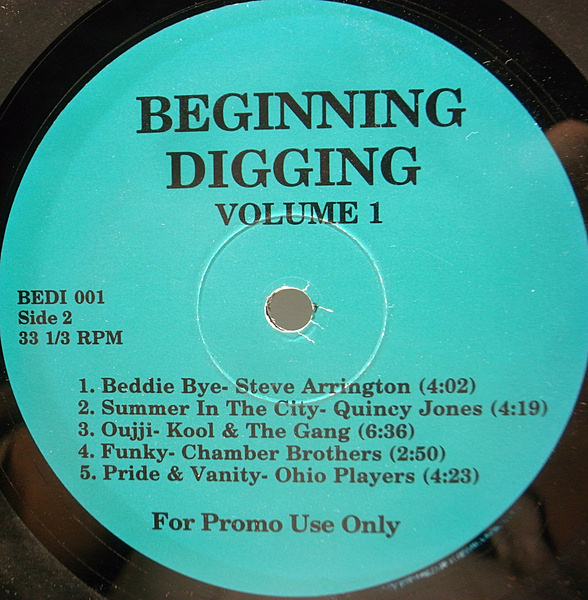 BEGINNING
DIGGING
VOLUME 1
BEDI 001
Side 2
33 1/3 RPM
1. Beddie Bye- Steve Arrington (4:02)
2. Summer In The City- Quincy Jones (4:19)
3. Oujji- Kool & The Gang (6:36)
4. Funky- Chamber Brothers (2:50)
5. Pride & Vanity- Ohio Players (4:23)
For Promo Use Only